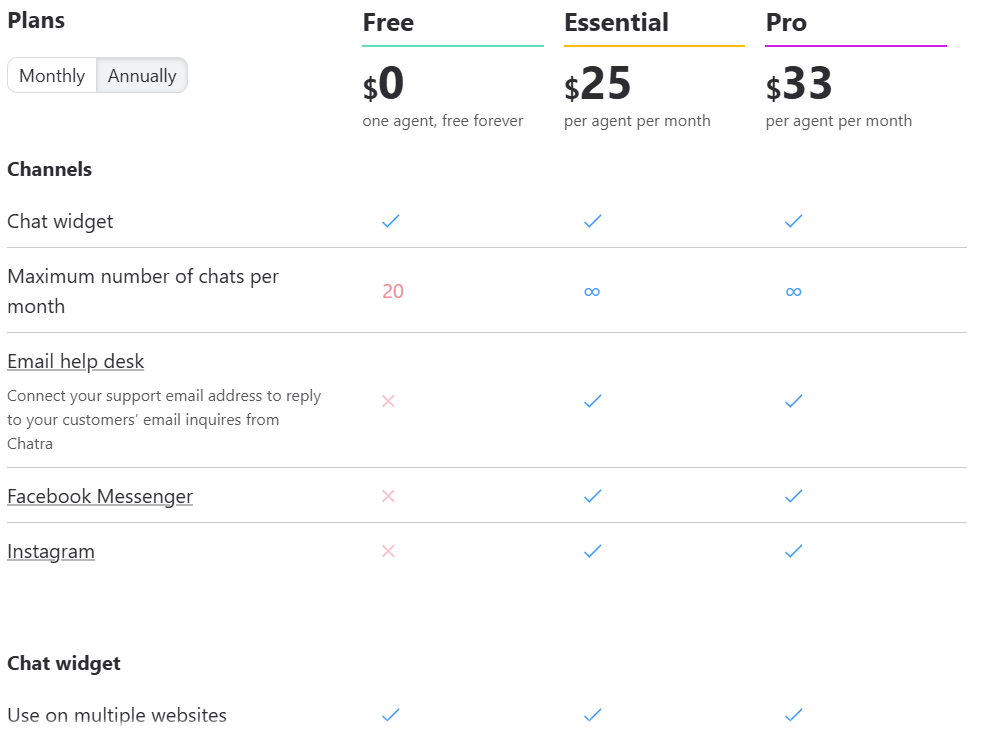 Plans
Free
Essential
Pro
Monthly
Annually
$0
$25
$33
one agent, free forever
per agent per month
per agent per month
Channels
Chat widget
Maximum number of chats per
month
20
∞
∞
Email help desk
Connect your support email address to reply
to your customers’ email inquires from
Chatra
Facebook Messenger
Instagram
Chat widget
Use on multiple websites